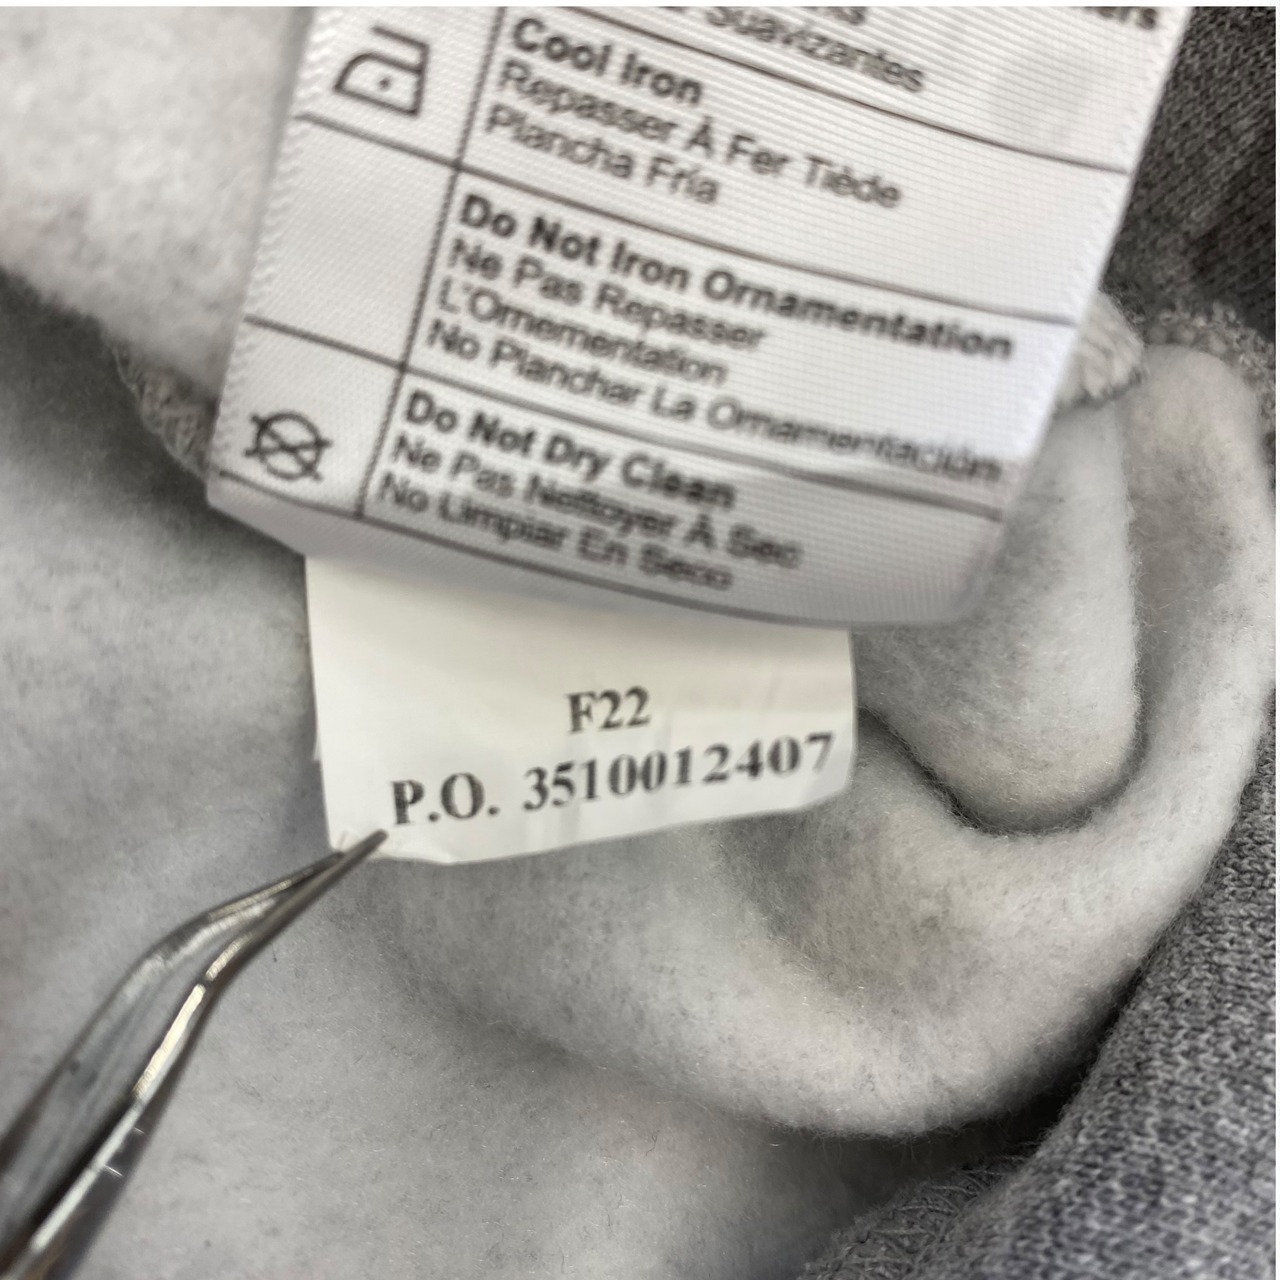 Suavizantes
Cool Iron
Repasser À Fer Tiède
Plancha Fría
Do Not Iron Ornamentation
Ne Pas Repasser
L'Ornementation
No Planchar La Ornamentación
Do Not Dry Clean
Ne Pas Nettoyer À Sec
No Limpiar En Seco
F22
P.O. 3510012407